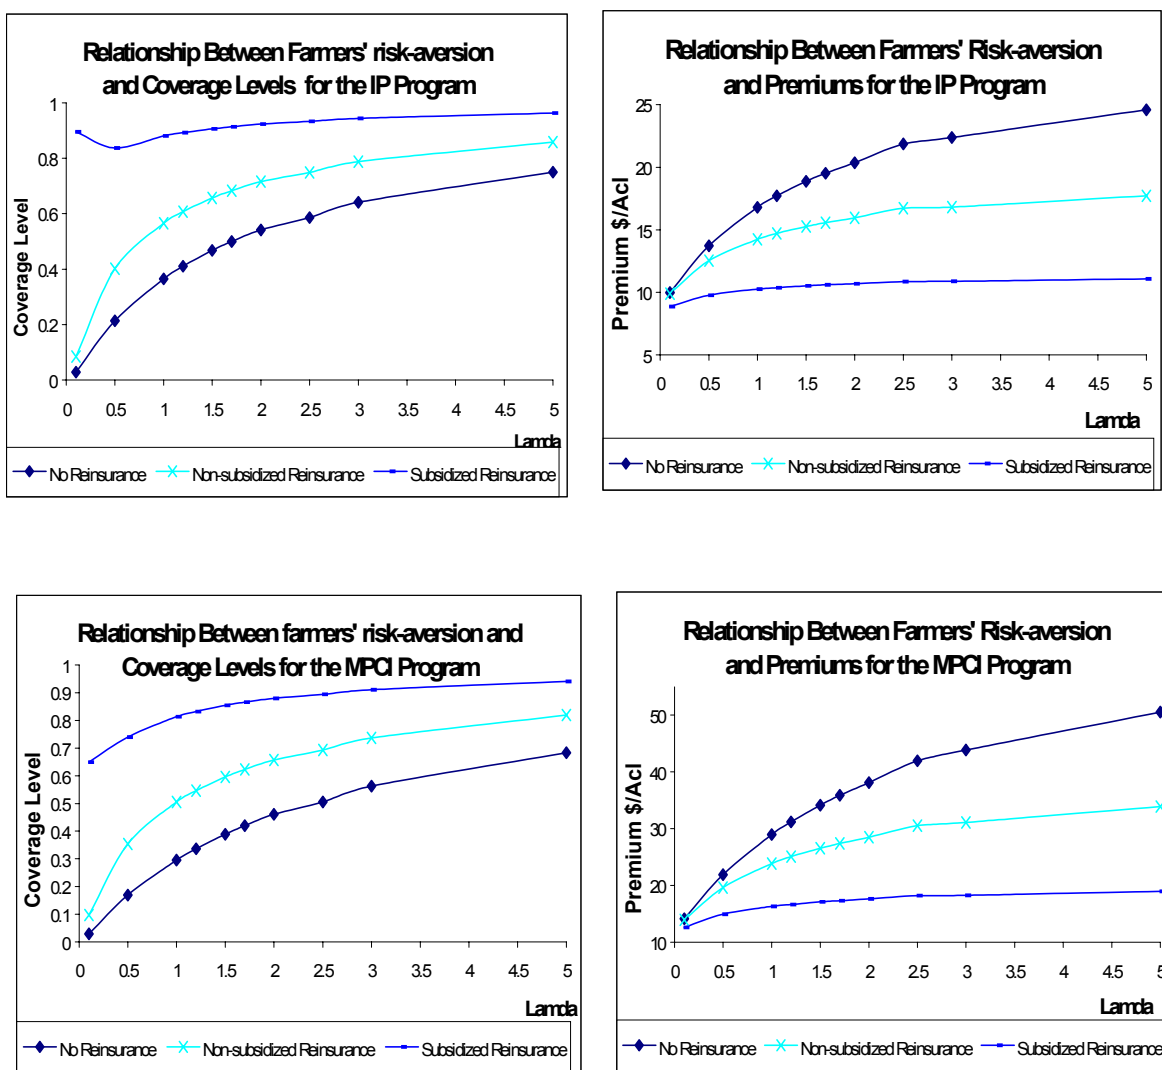 Relationship Between Farmers' risk-aversion
and Coverage Levels for the IP Program
1
0.8
0.6
0.4
0.2
0
Coverage Level
0 0.5 1 1.5 2 2.5 3 3.5 4 4.5 5
Lamda
No Reinsurance Non-subsidized Reinsurance Subsidized Reinsurance
Relationship Between Farmers' Risk-aversion
and Premiums for the IP Program
25
20
15
10
5
Premium $/Acl
0 0.5 1 1.5 2 2.5 3 3.5 4 4.5 5
Lamda
No Reinsurance Non-subsidized Reinsurance Subsidized Reinsurance
Relationship Between farmers' risk-aversion and
Coverage Levels for the MPCI Program
1
0.9
0.8
0.7
0.6
0.5
0.4
0.3
0.2
0.1
0
Coverage Level
0 0.5 1 1.5 2 2.5 3 3.5 4 4.5 5
Lamda
No Reinsurance Non-subsidized Reinsurance Subsidized Reinsurance
Relationship Between Farmers' Risk-aversion
and Premiums for the MPCI Program
50
40
30
20
10
Premium $/Acl
0 0.5 1 1.5 2 2.5 3 3.5 4 4.5 5
Lamda
No Reinsurance Non-subsidized Reinsurance Subsidized Reinsurance